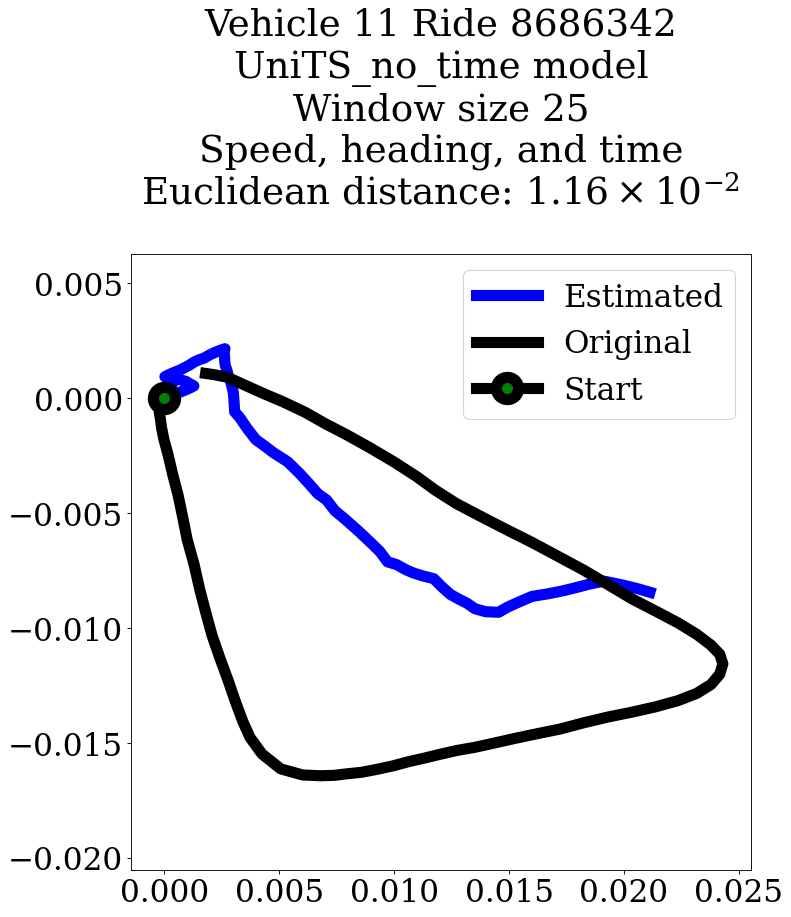 Vehicle 11 Ride 8686342
UniTS_no_time model
Window size 25
Speed, heading, and time
Euclidean distance: 1.16 × 10⁻²
Estimated
Original
Start
0.005
0.000
−0.005
−0.010
−0.015
−0.020
0.000 0.005 0.010 0.015 0.020 0.025